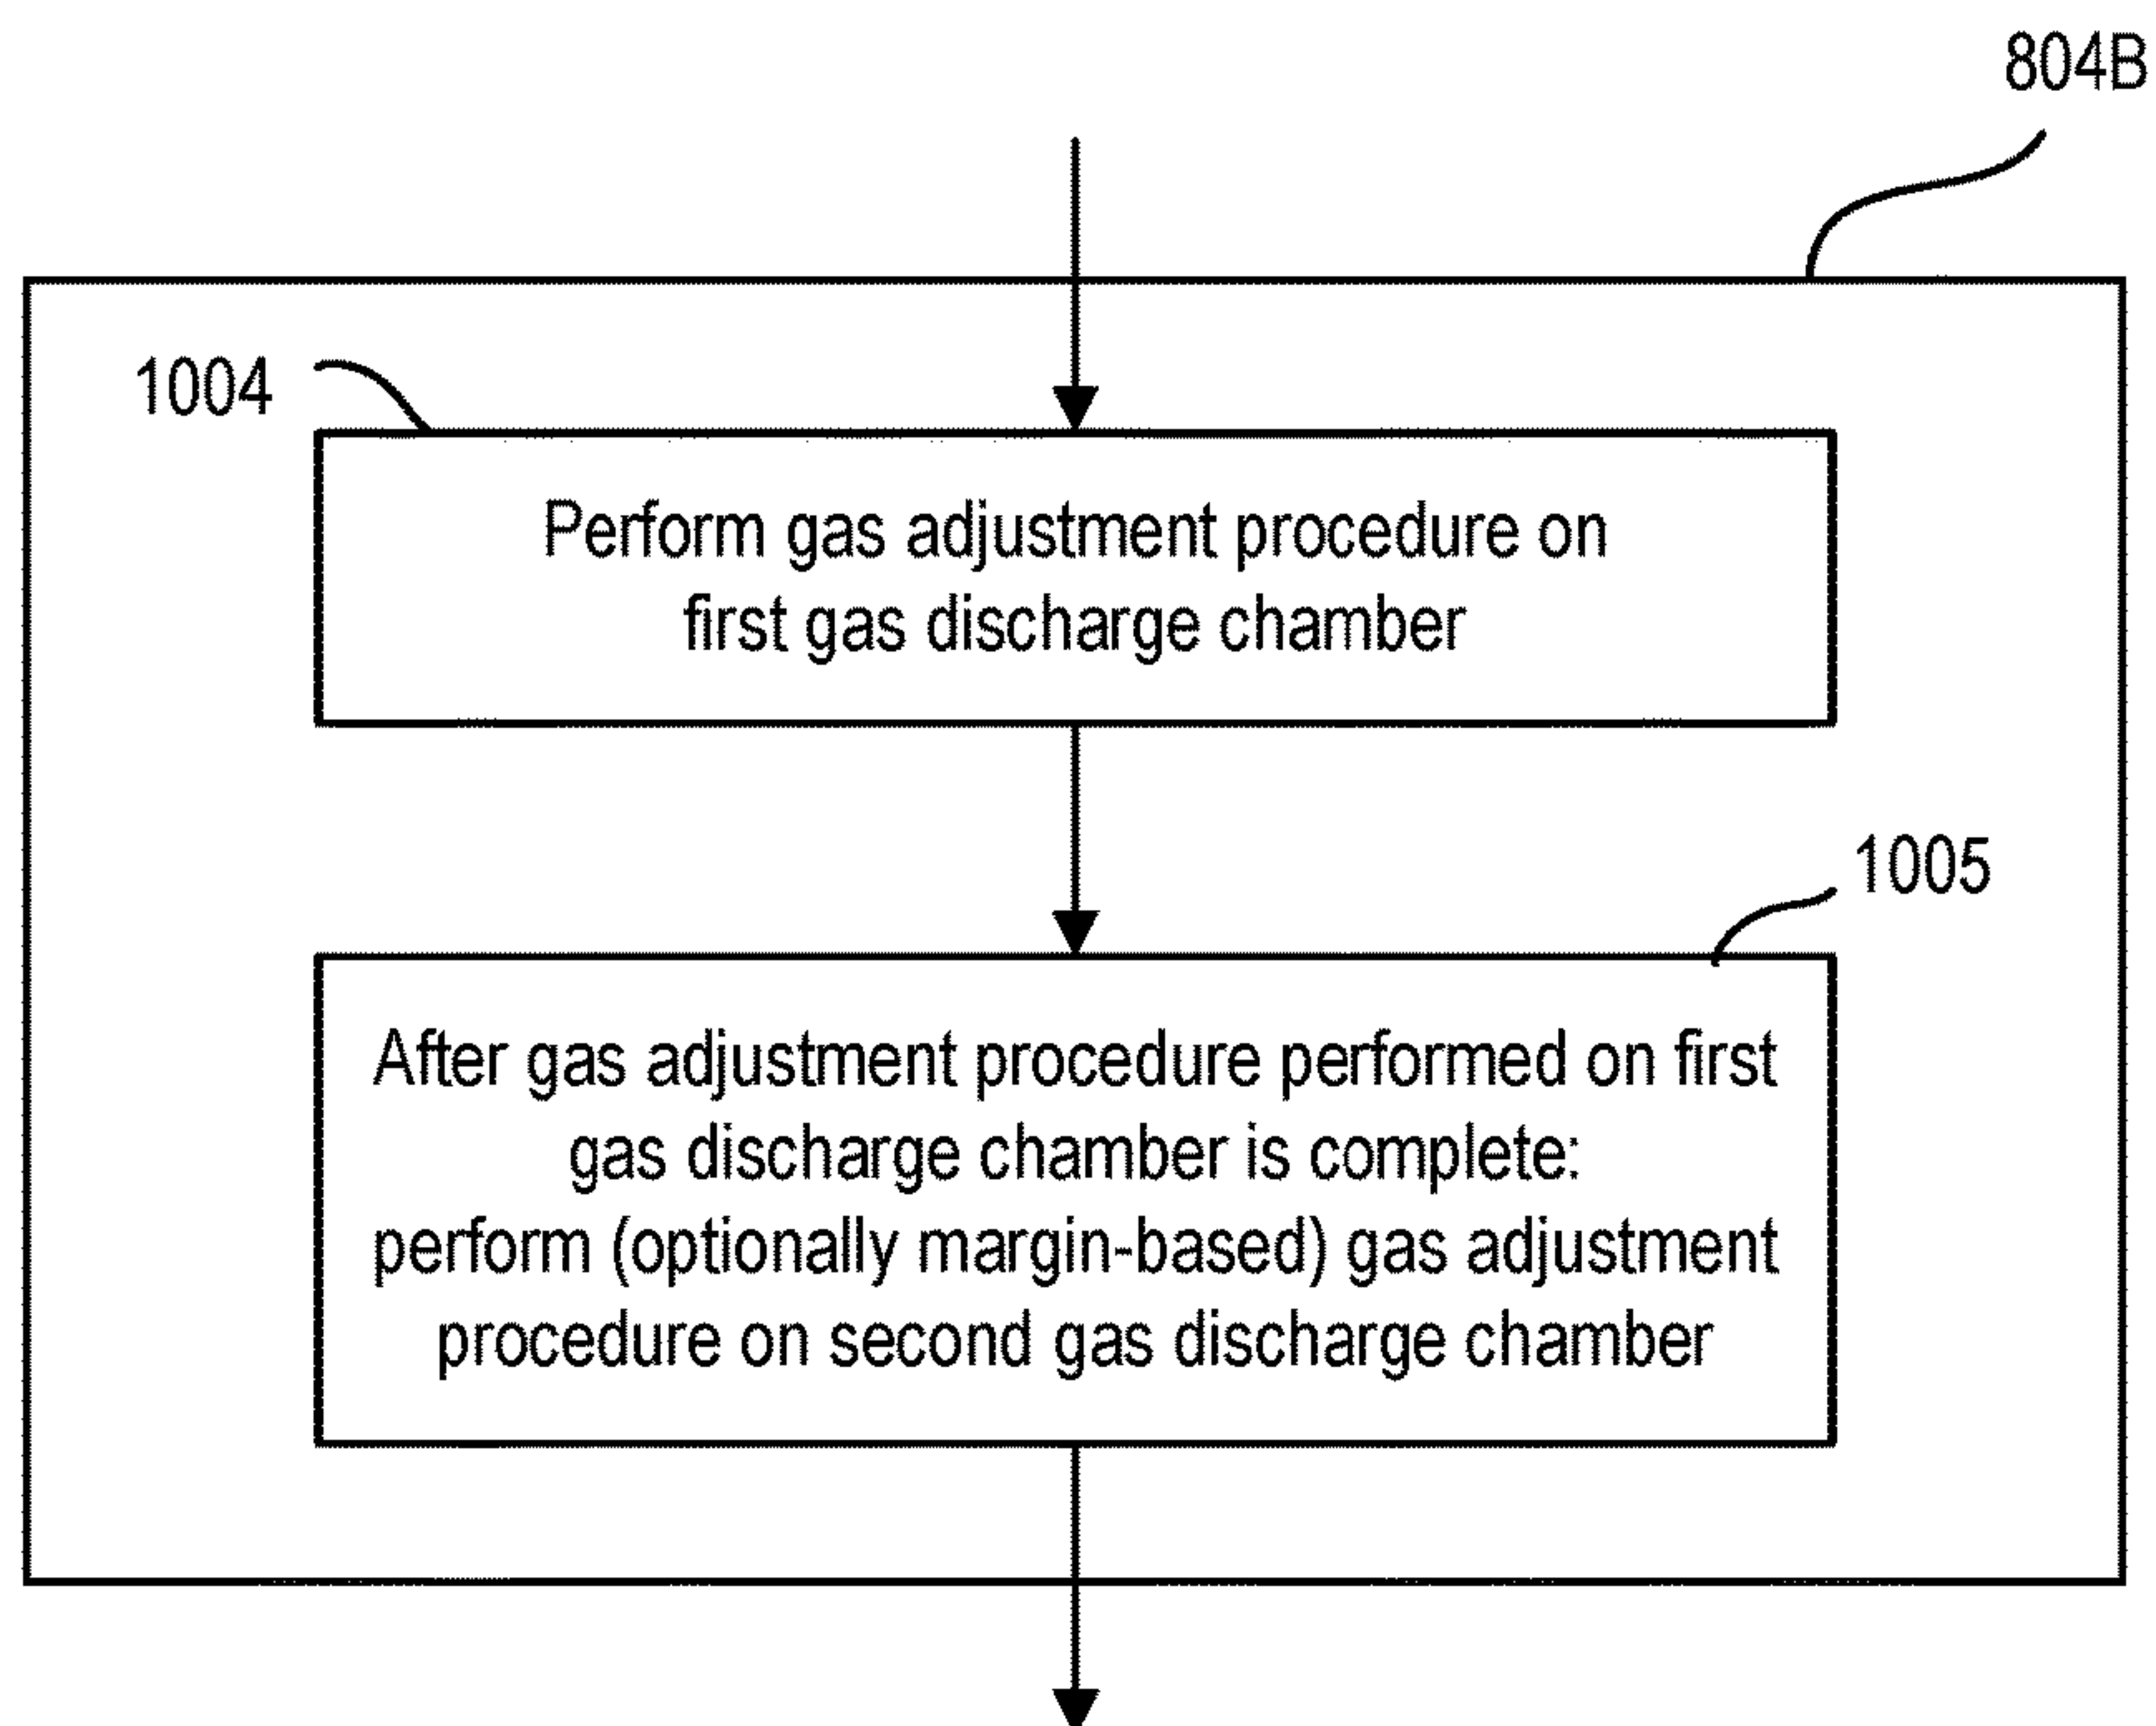 804B
1004
Perform gas adjustment procedure on
first gas discharge chamber
1005
After gas adjustment procedure performed on first
gas discharge chamber is complete:
perform (optionally margin-based) gas adjustment
procedure on second gas discharge chamber